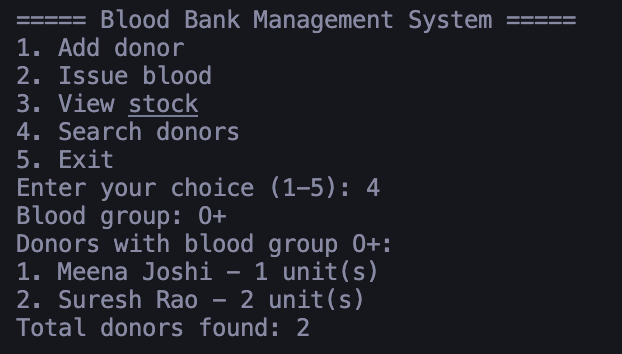 ===== Blood Bank Management System =====
1. Add donor
2. Issue blood
3. View stock
4. Search donors
5. Exit
Enter your choice (1–5): 4
Blood group: O+
Donors with blood group O+:
1. Meena Joshi – 1 unit(s)
2. Suresh Rao – 2 unit(s)
Total donors found: 2